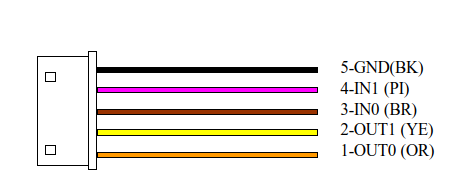 5-GND(BK)
4-IN1 (PI)
3-IN0 (BR)
2-OUT1 (YE)
1-OUT0 (OR)